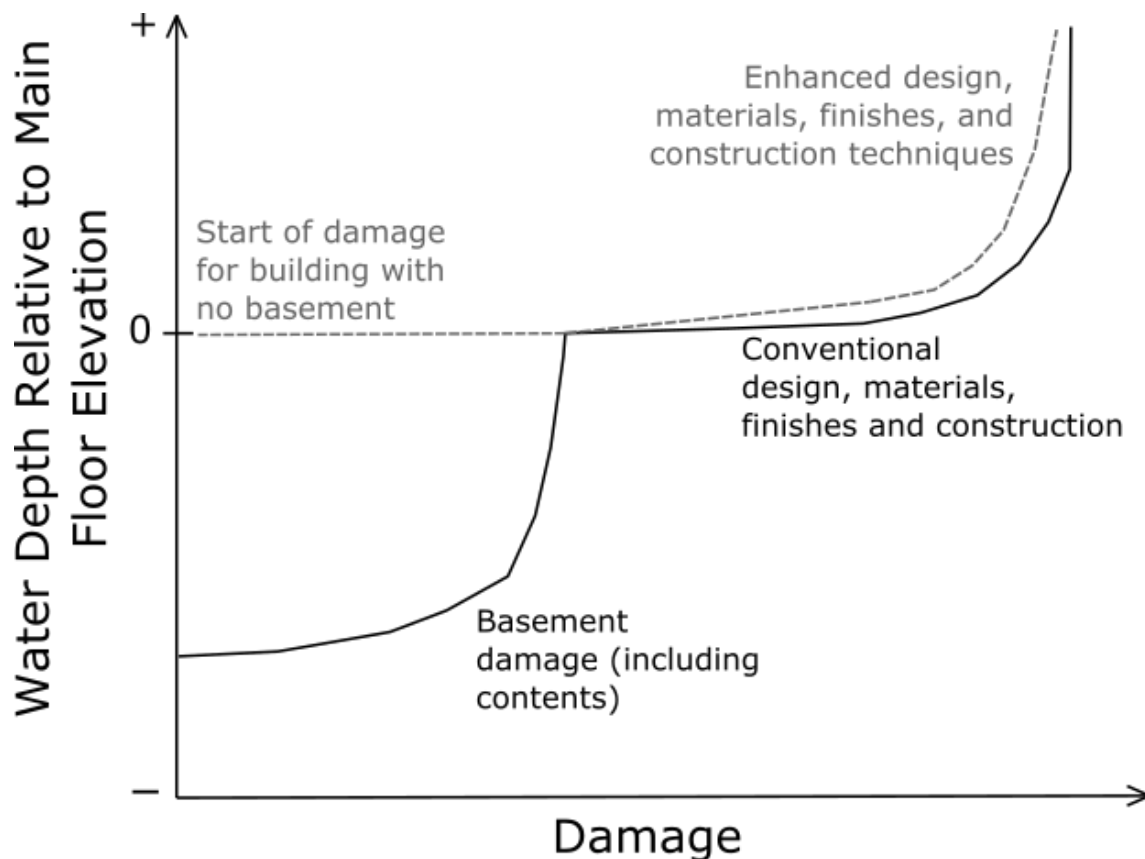 Water Depth Relative to Main
Floor Elevation
+
Enhanced design,
materials, finishes, and
construction techniques
Start of damage
for building with
no basement
0
Conventional
design, materials,
finishes and construction
Basement
damage (including
contents)
−
Damage